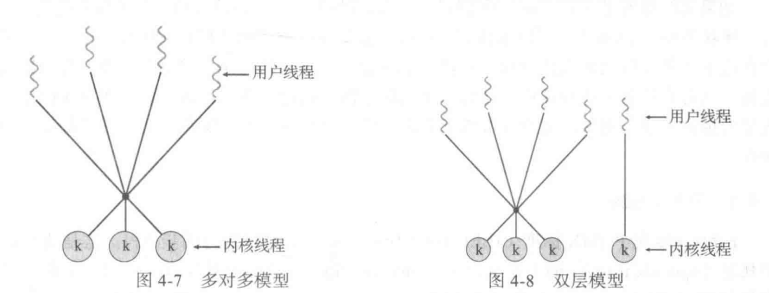 用户线程
用户线程
k k k
内核线程
k k k k
内核线程
图 4-7 多对多模型
图 4-8 双层模型